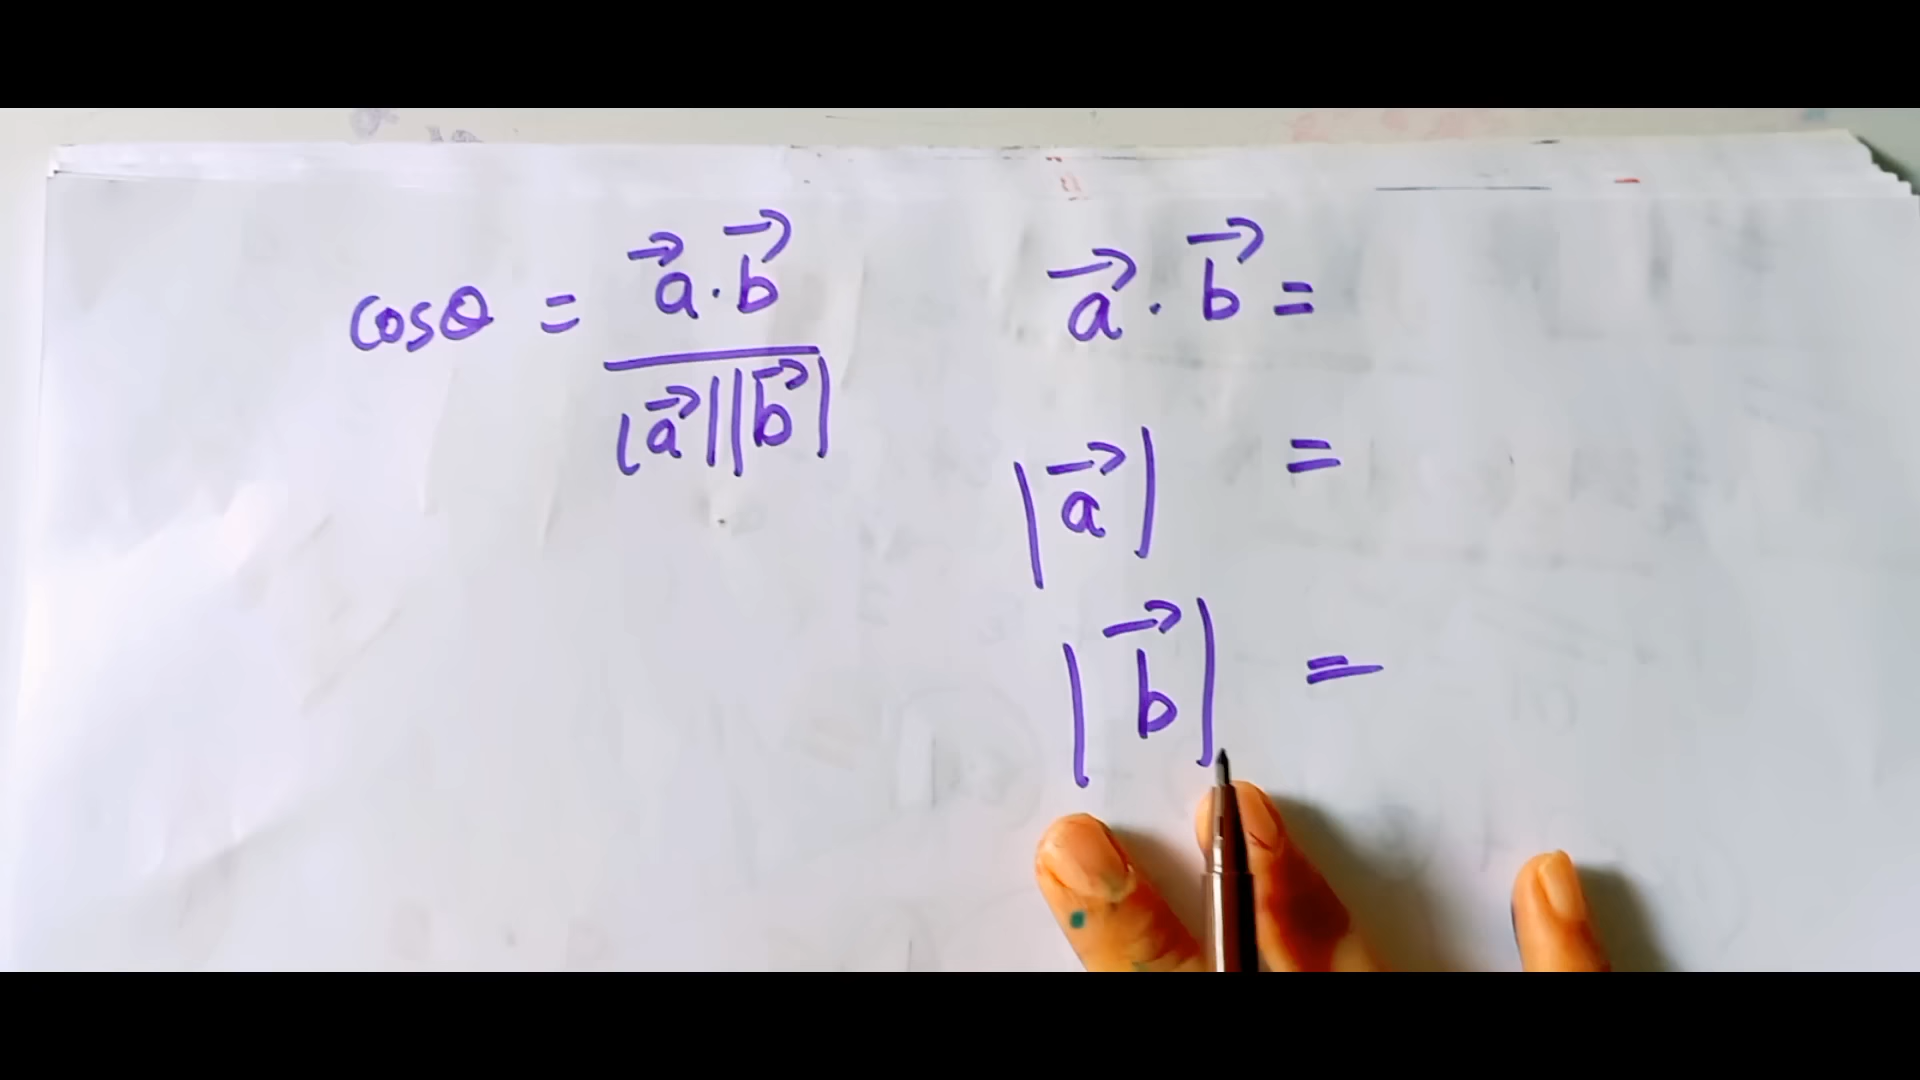 cosθ = a⃗ · b⃗ / |a⃗||b⃗|
a⃗ · b⃗ =
|a⃗| =
|b⃗| =